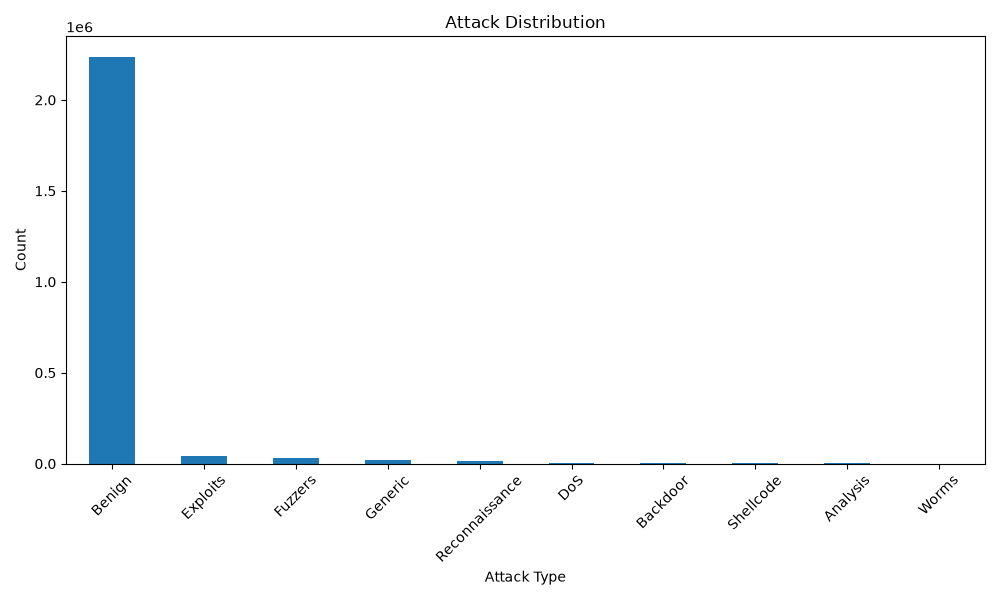 Attack Distribution
1e6
2.0
1.5
1.0
0.5
0.0
Count
Benign
Exploits
Fuzzers
Generic
Reconnaissance
DoS
Backdoor
Shellcode
Analysis
Worms
Attack Type